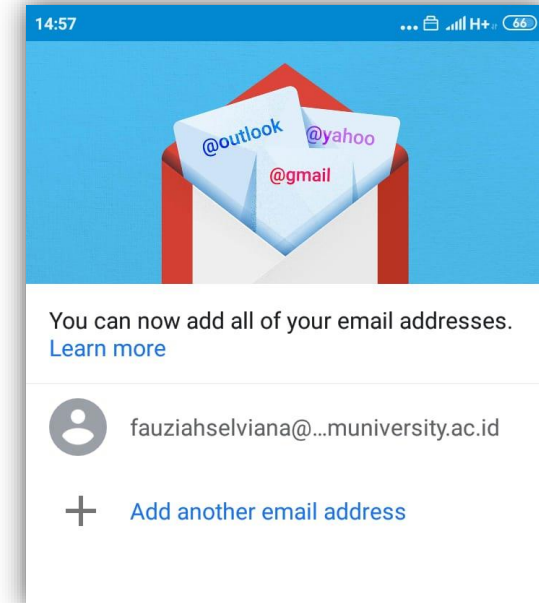 14:57
... H+ 66
@outlook
@yahoo
@gmail
You can now add all of your email addresses.
Learn more
fauziahselviana@...muniversity.ac.id
Add another email address